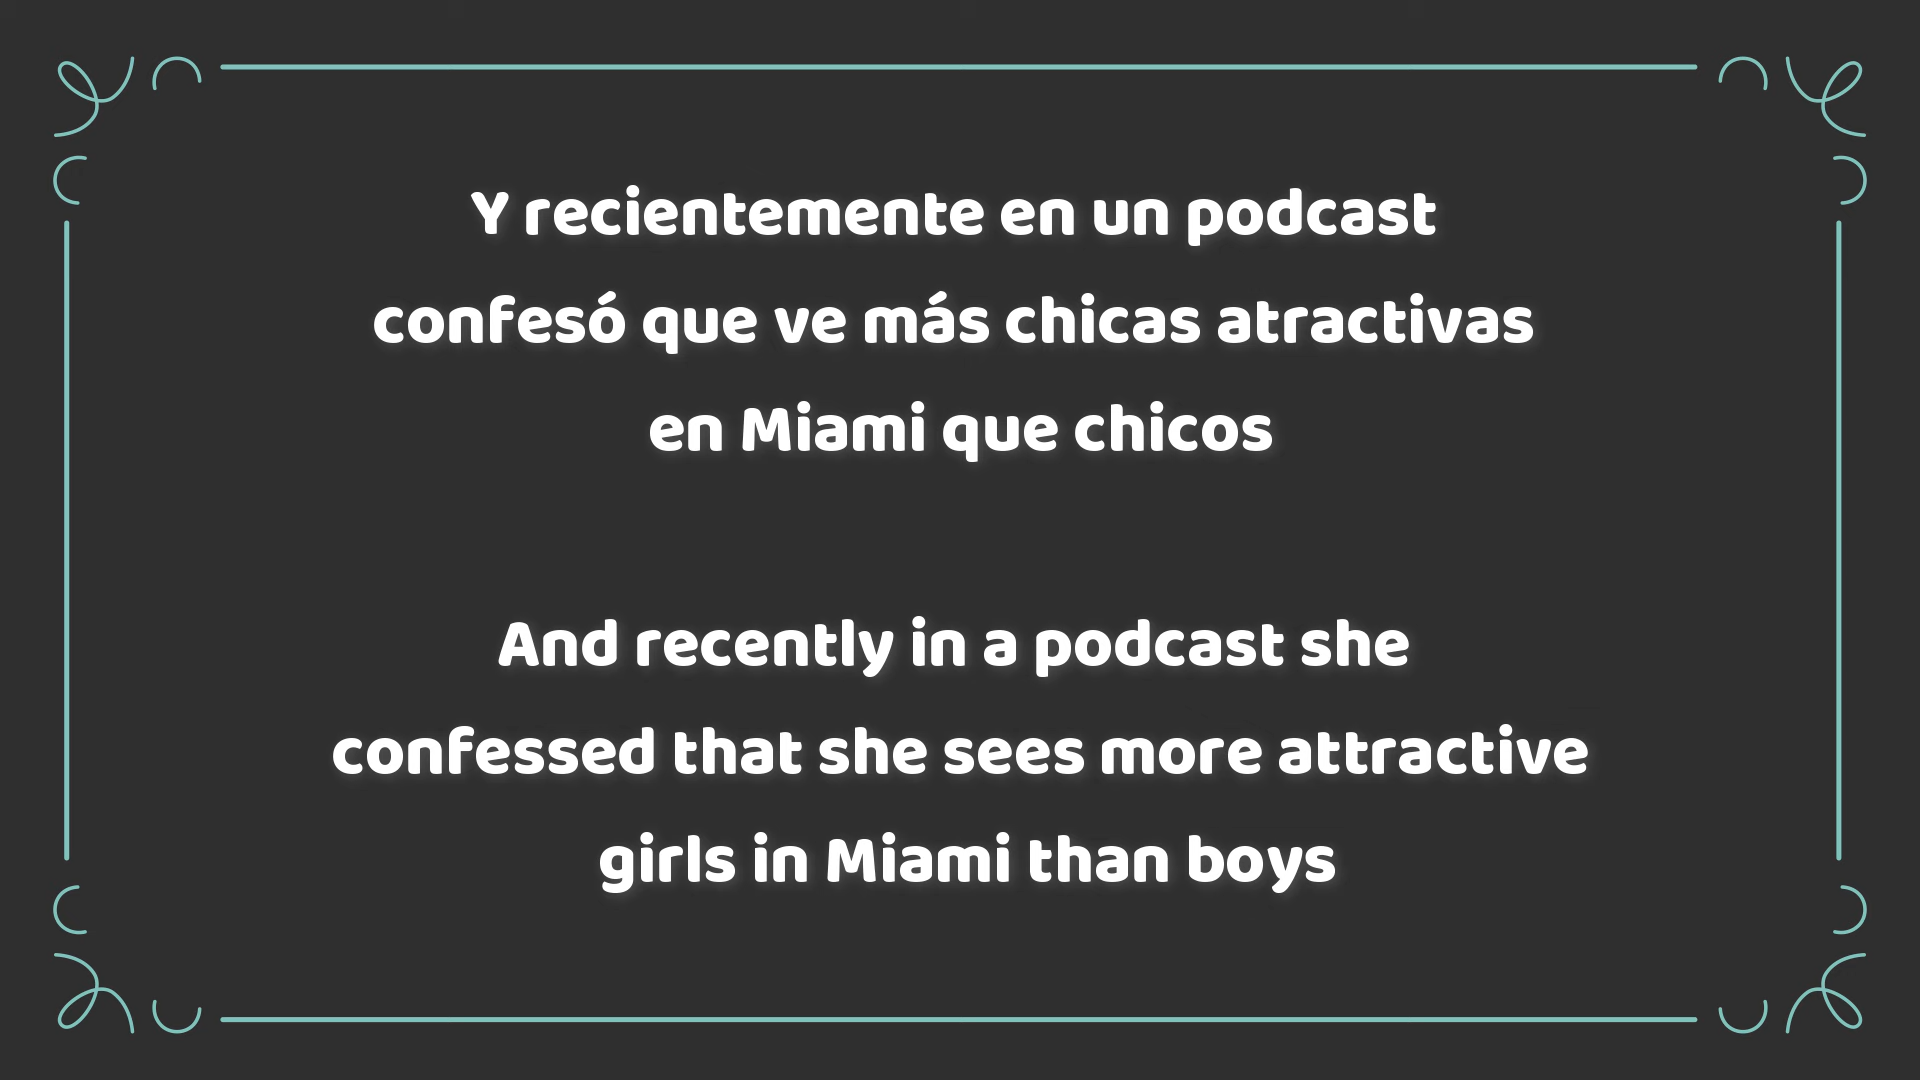 Y recientemente en un podcast
confesó que ve más chicas atractivas
en Miami que chicos
And recently in a podcast she
confessed that she sees more attractive
girls in Miami than boys